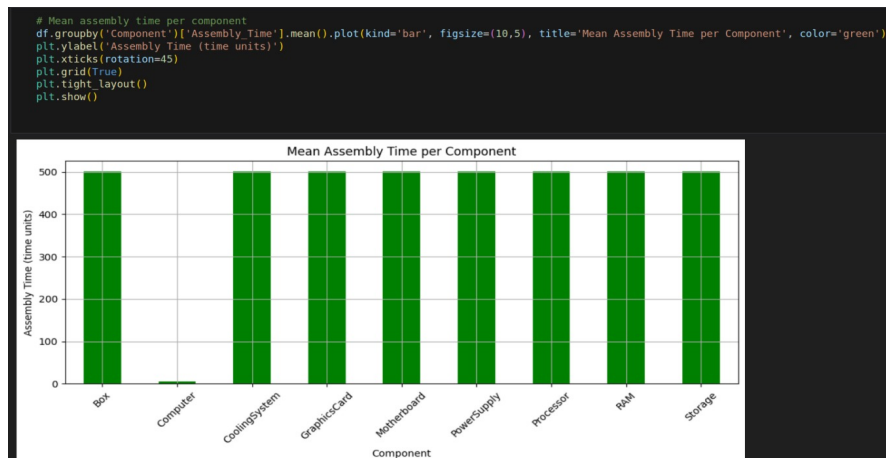 # Mean assembly time per component
df.groupby('Component')['Assembly_Time'].mean().plot(kind='bar', figsize=(10,5), title='Mean Assembly Time per Component', color='green')
plt.ylabel('Assembly Time (time units)')
plt.xticks(rotation=45)
plt.grid(True)
plt.tight_layout()
plt.show()
Mean Assembly Time per Component
Assembly Time (time units)
500
400
300
200
100
0
Box
Computer
CoolingSystem
GraphicsCard
Motherboard
PowerSupply
Processor
RAM
Storage
Component